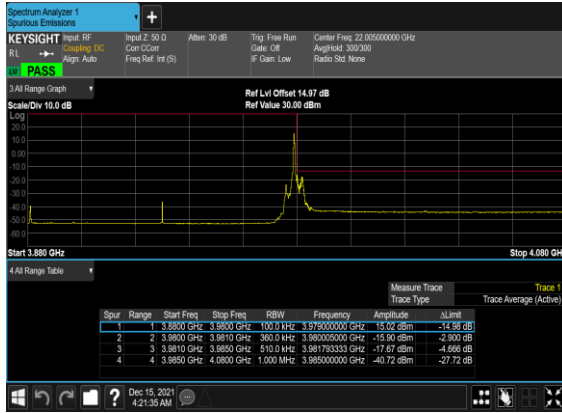 Spectrum Analyzer 1
Spurious Emissions
+
KEYSIGHT Input: RF Input Z: 50 Ω Atten: 30 dB Trig: Free Run Center Freq: 22.005000000 GHz
RL Coupling: DC Corr CCorr Gate: Off Avg|Hold: 300/300
Align: Auto Freq Ref: Int (S) IF Gain: Low Radio Std: None
PASS
3 All Range Graph
Ref Lvl Offset 14.97 dB
Scale/Div 10.0 dB Ref Value 30.00 dBm
Log
20.0
10.0
0.00
-10.0
-20.0
-30.0
-40.0
-50.0
-60.0
Start 3.880 GHz Stop 4.080 GH
4 All Range Table
Measure Trace Trace 1
Trace Type Trace Average (Active)
Spur Range Start Freq Stop Freq RBW Frequency Amplitude ΔLimit
1 1 3.8800 GHz 3.9800 GHz 100.0 kHz 3.979000000 GHz 15.02 dBm -14.98 dB
2 2 3.9800 GHz 3.9810 GHz 360.0 kHz 3.980005000 GHz -15.90 dBm -2.900 dB
3 3 3.9810 GHz 3.9850 GHz 510.0 kHz 3.981793333 GHz -17.67 dBm -4.666 dB
4 4 3.9850 GHz 4.0800 GHz 1.000 MHz 3.985000000 GHz -40.72 dBm -27.72 dB
? Dec 15, 2021
4:21:35 AM